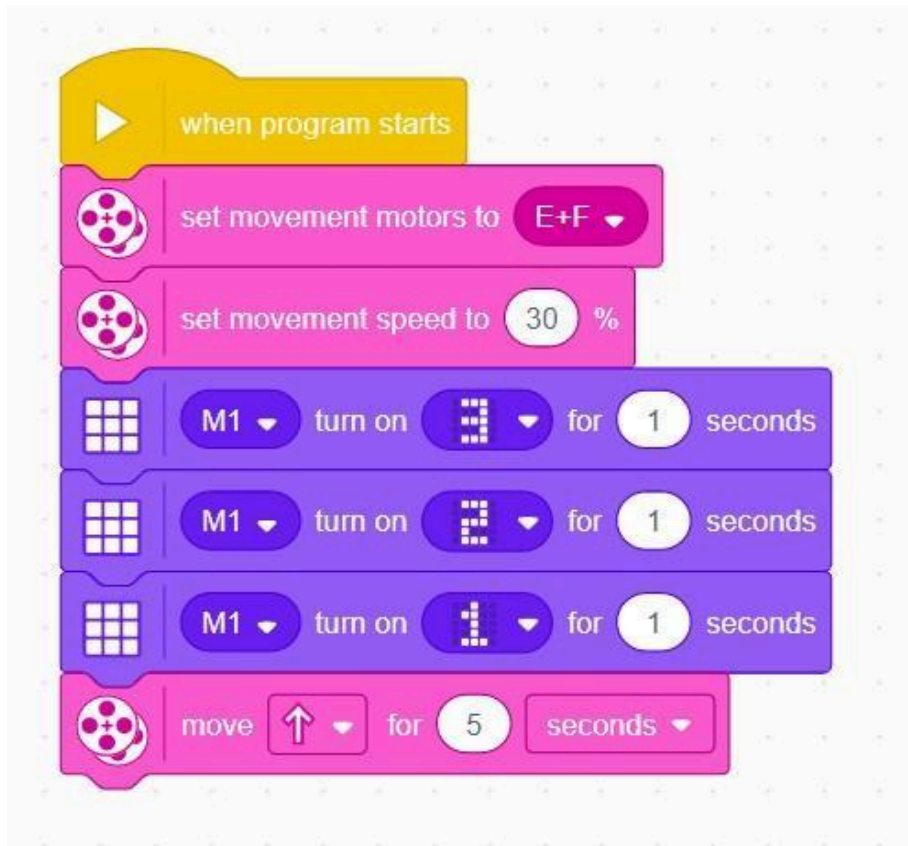 when program starts
set movement motors to E+F
set movement speed to 30 %
M1 turn on 3 for 1 seconds
M1 turn on 2 for 1 seconds
M1 turn on 1 for 1 seconds
move for 5 seconds